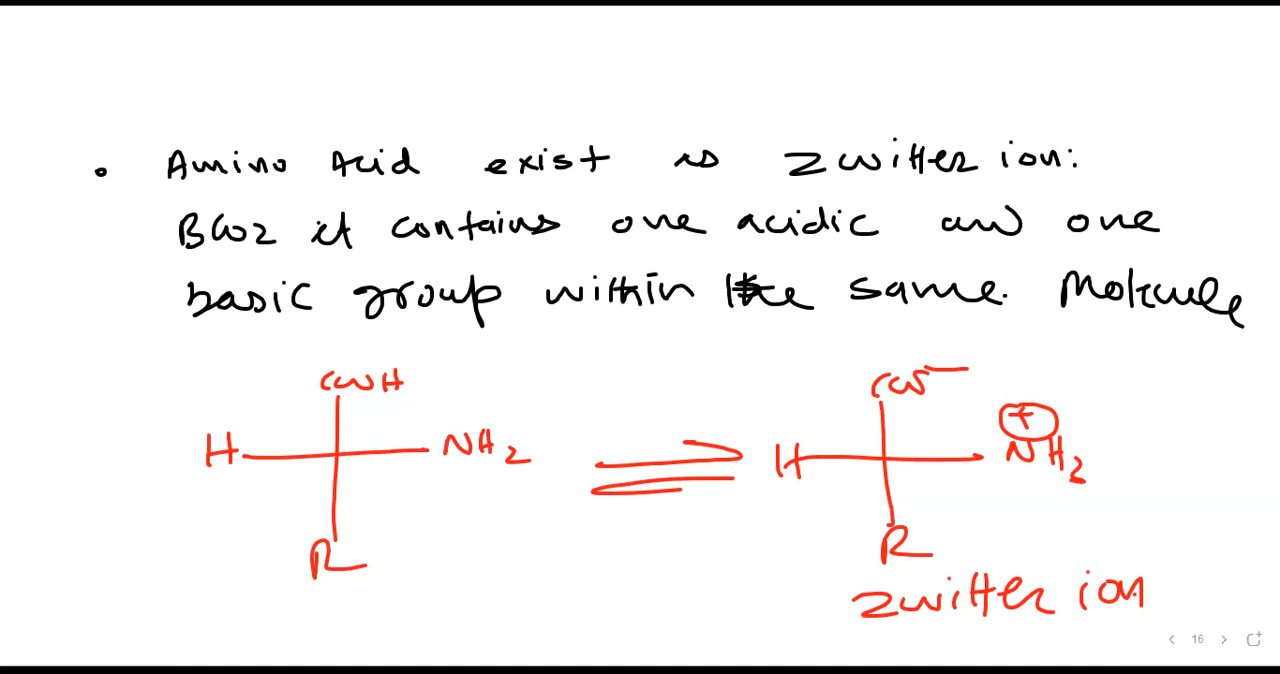 • Amino Acid exist as Zwitter ion:
BCoz it contains one acidic and one
basic group within the same. Molecule
COOH
H NH2
R
COO−
H + NH3
R
Zwitter ion
16